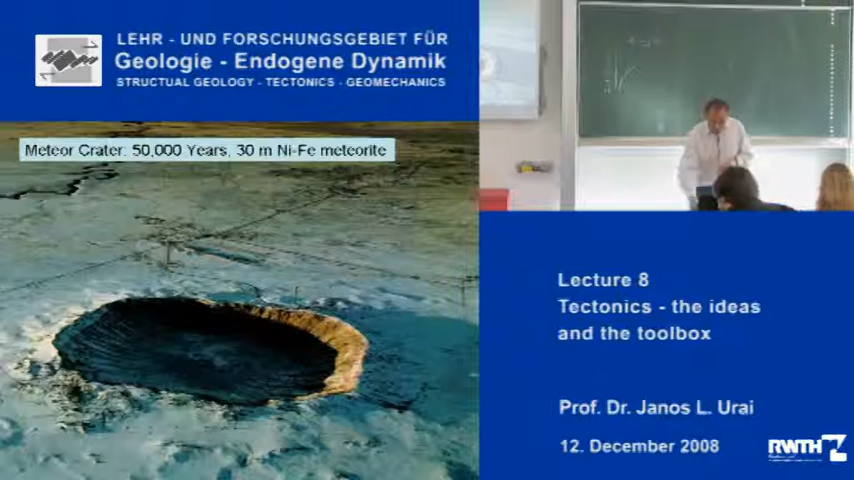 LEHR - UND FORSCHUNGSGEBIET FÜR
Geologie - Endogene Dynamik
STRUCTUAL GEOLOGY - TECTONICS - GEOMECHANICS
Meteor Crater: 50,000 Years, 30 m Ni-Fe meteorite
Lecture 8
Tectonics - the ideas
and the toolbox
Prof. Dr. Janos L. Urai
12. December 2008
RWTH